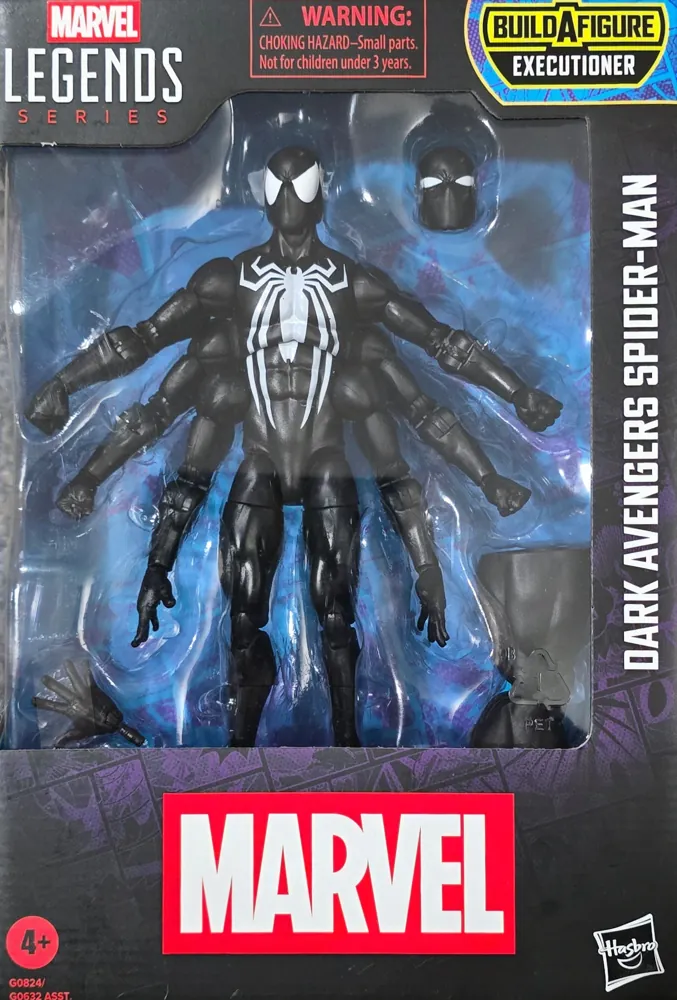 MARVEL
LEGENDS
SERIES
WARNING:
CHOKING HAZARD–Small parts.
Not for children under 3 years.
BUILDAFIGURE
EXECUTIONER
DARK AVENGERS SPIDER-MAN
PET
MARVEL
4+
G0824/
G0632 ASST.
Hasbro